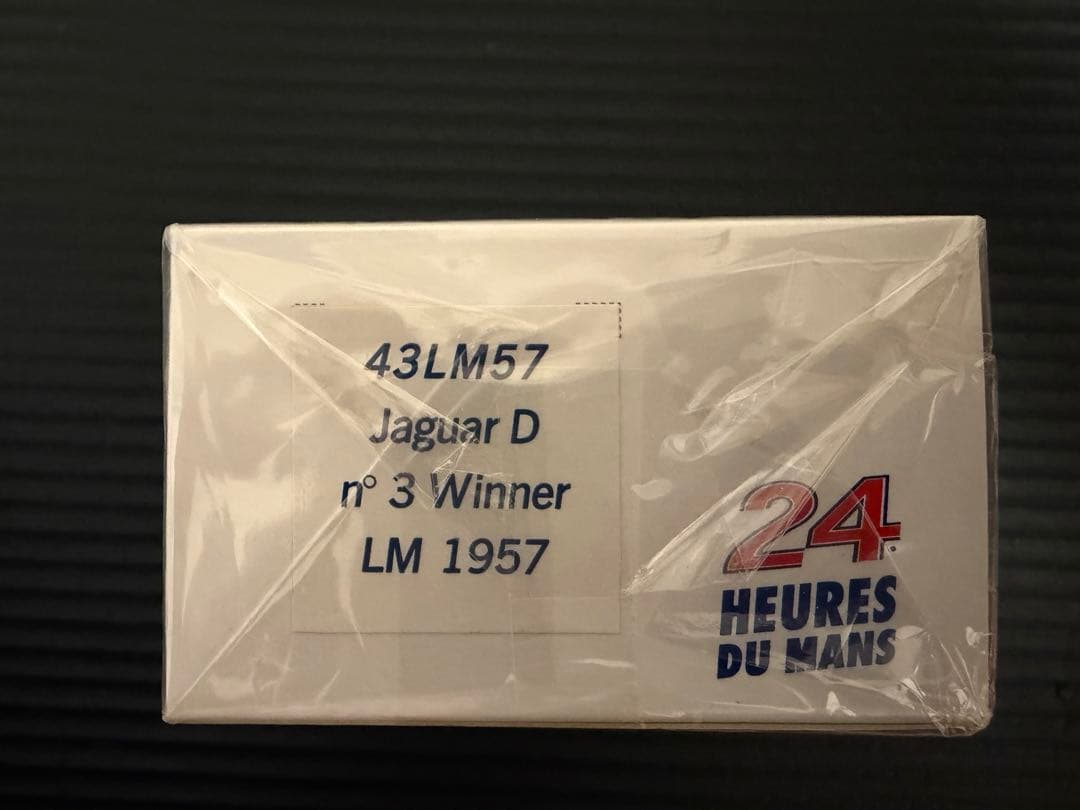 43LM57
Jaguar D
n° 3 Winner
LM 1957
24
HEURES
DU MANS